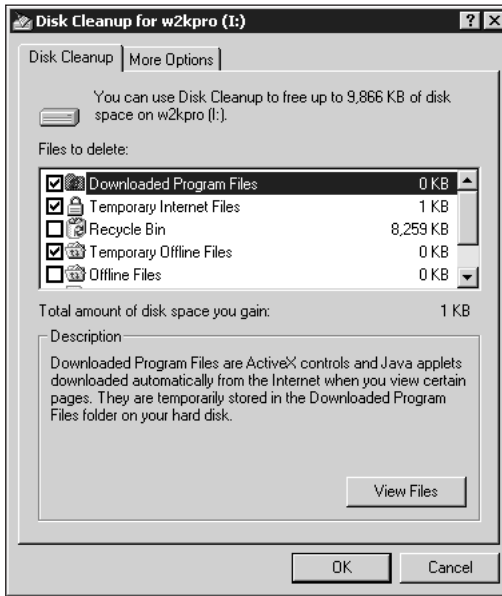 Disk Cleanup for w2kpro (I:)
Disk Cleanup
More Options
You can use Disk Cleanup to free up to 9,866 KB of disk
space on w2kpro (I:).
Files to delete:
Downloaded Program Files 0 KB
Temporary Internet Files 1 KB
Recycle Bin 8,259 KB
Temporary Offline Files 0 KB
Offline Files 0 KB
Total amount of disk space you gain: 1 KB
Description
Downloaded Program Files are ActiveX controls and Java applets
downloaded automatically from the Internet when you view certain
pages. They are temporarily stored in the Downloaded Program
Files folder on your hard disk.
View Files
OK
Cancel